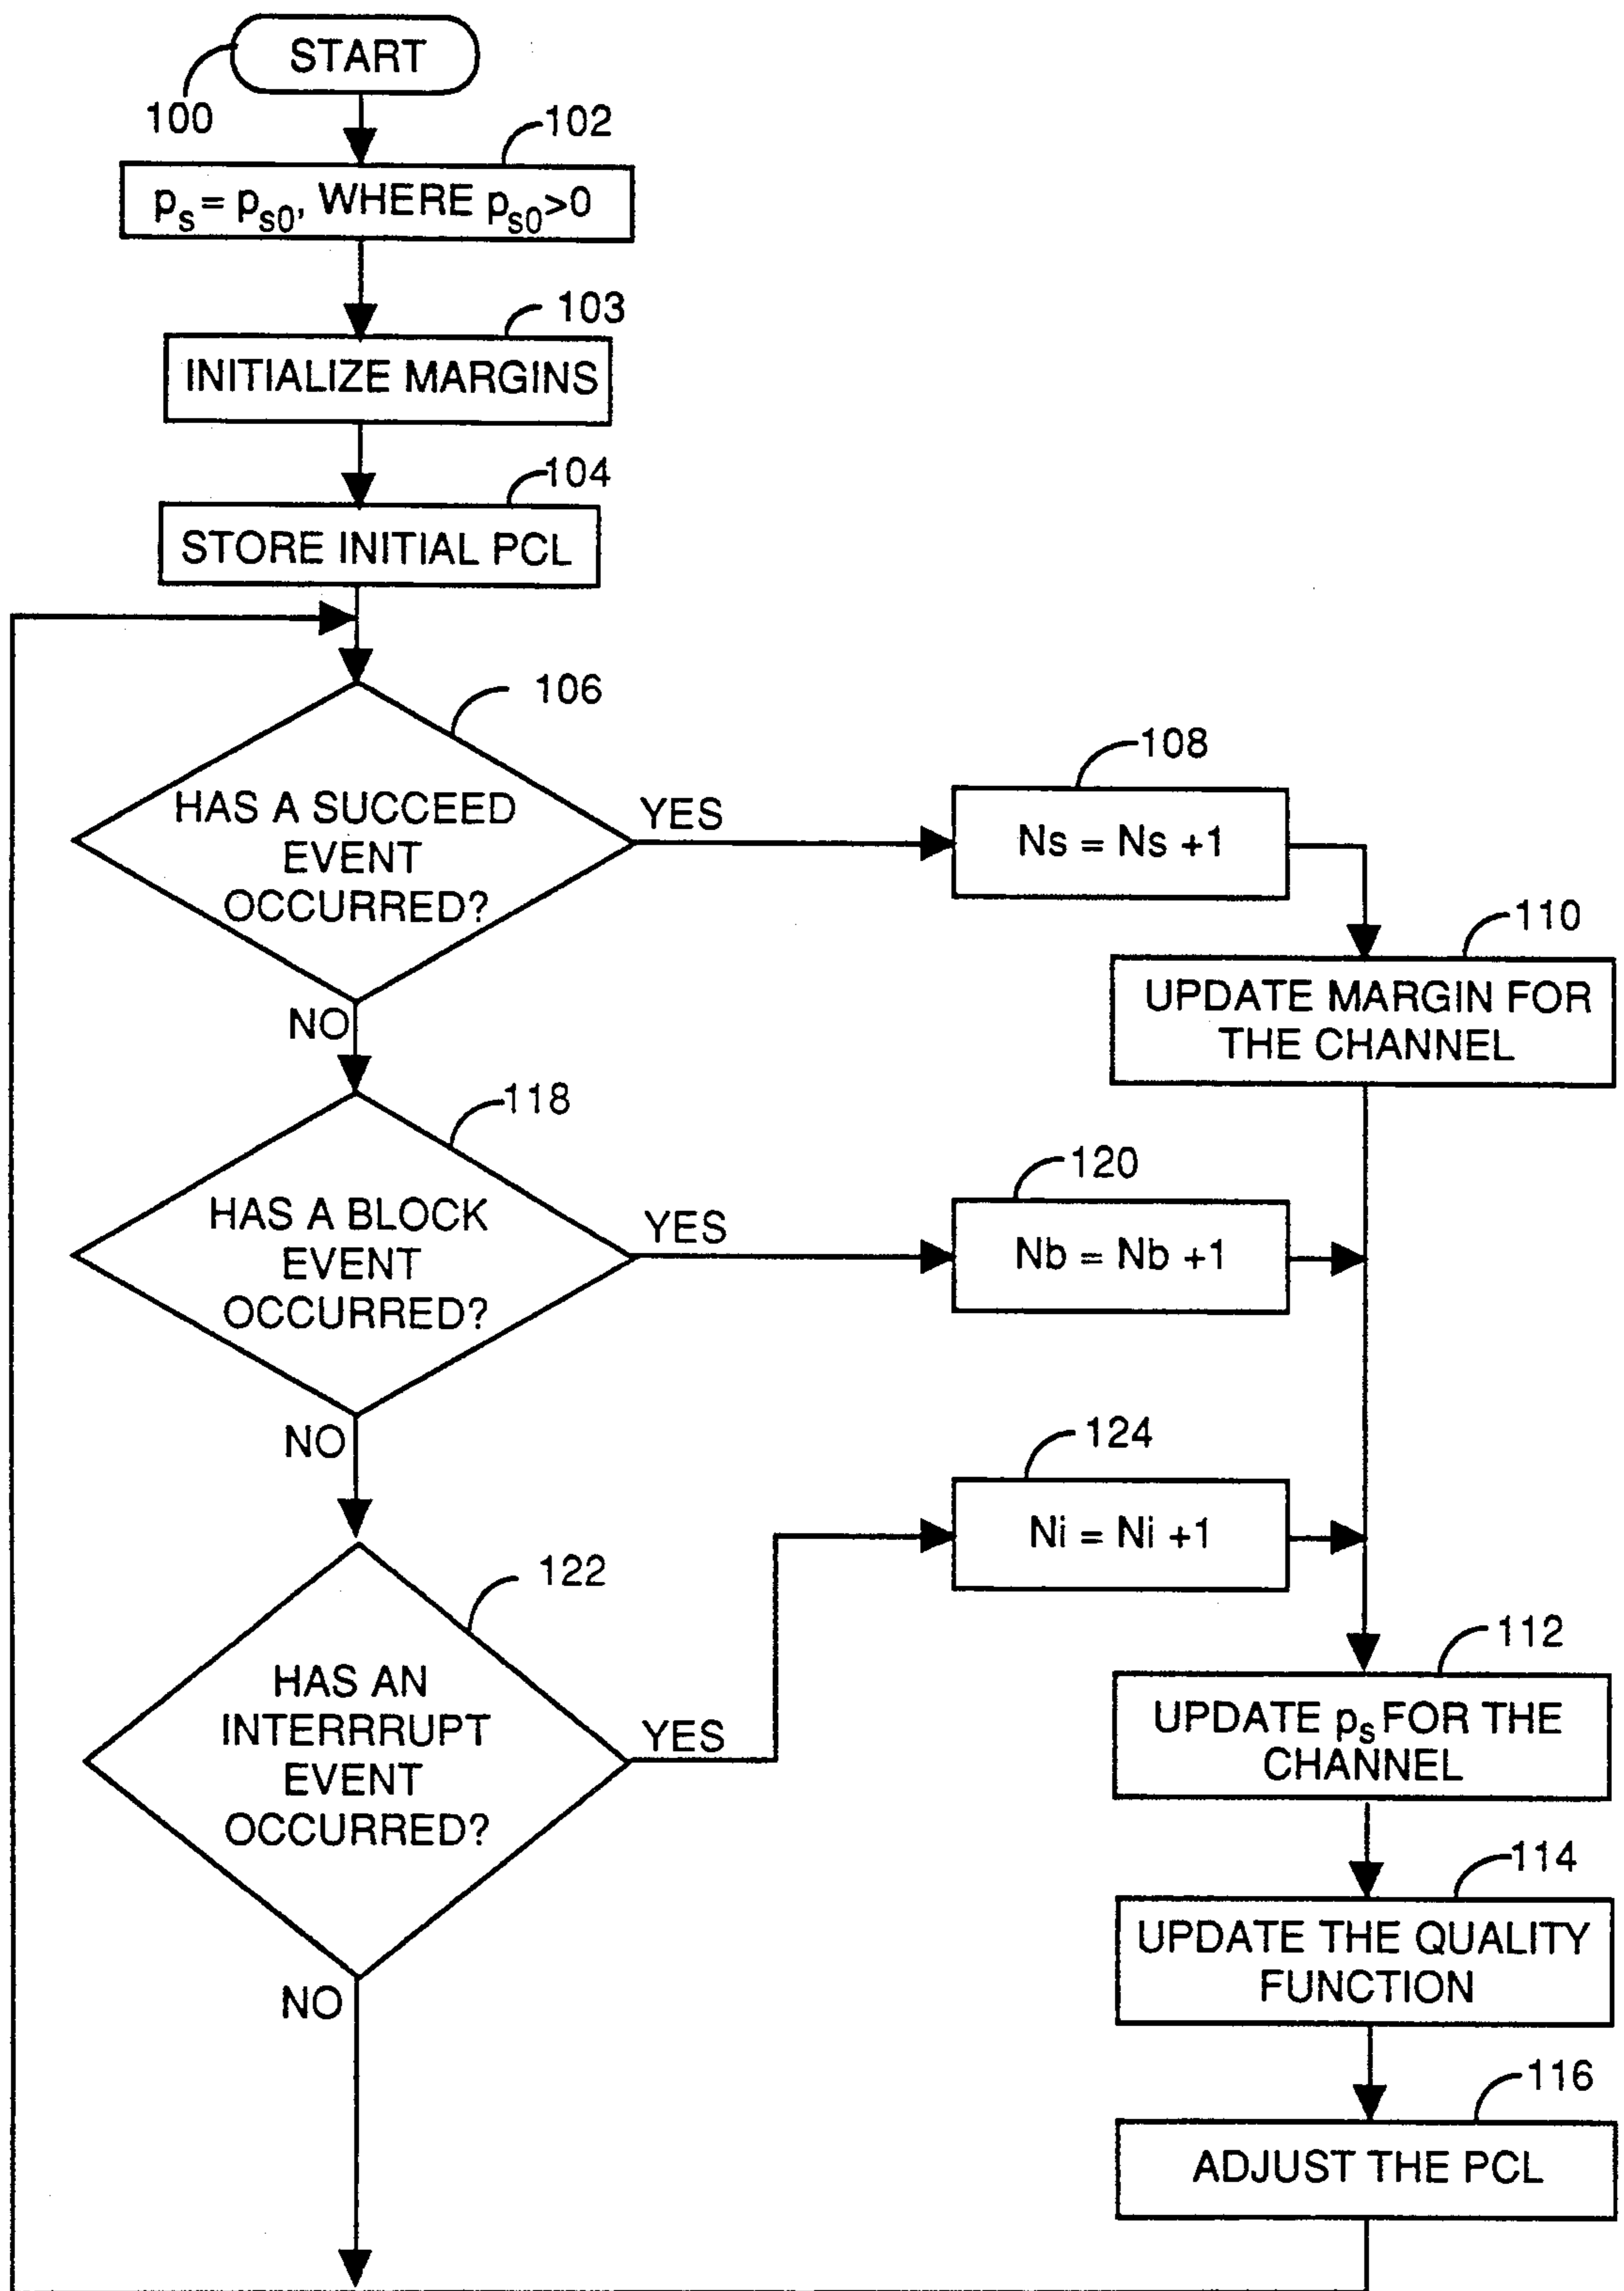 START
100
102
pₛ = pₛ₀, WHERE pₛ₀>0
103
INITIALIZE MARGINS
104
STORE INITIAL PCL
106
HAS A SUCCEED
EVENT
OCCURRED?
YES
NO
108
Ns = Ns +1
110
UPDATE MARGIN FOR
THE CHANNEL
118
HAS A BLOCK
EVENT
OCCURRED?
YES
NO
120
Nb = Nb +1
122
HAS AN
INTERRRUPT
EVENT
OCCURRED?
YES
NO
124
Ni = Ni +1
112
UPDATE pₛ FOR THE
CHANNEL
114
UPDATE THE QUALITY
FUNCTION
116
ADJUST THE PCL